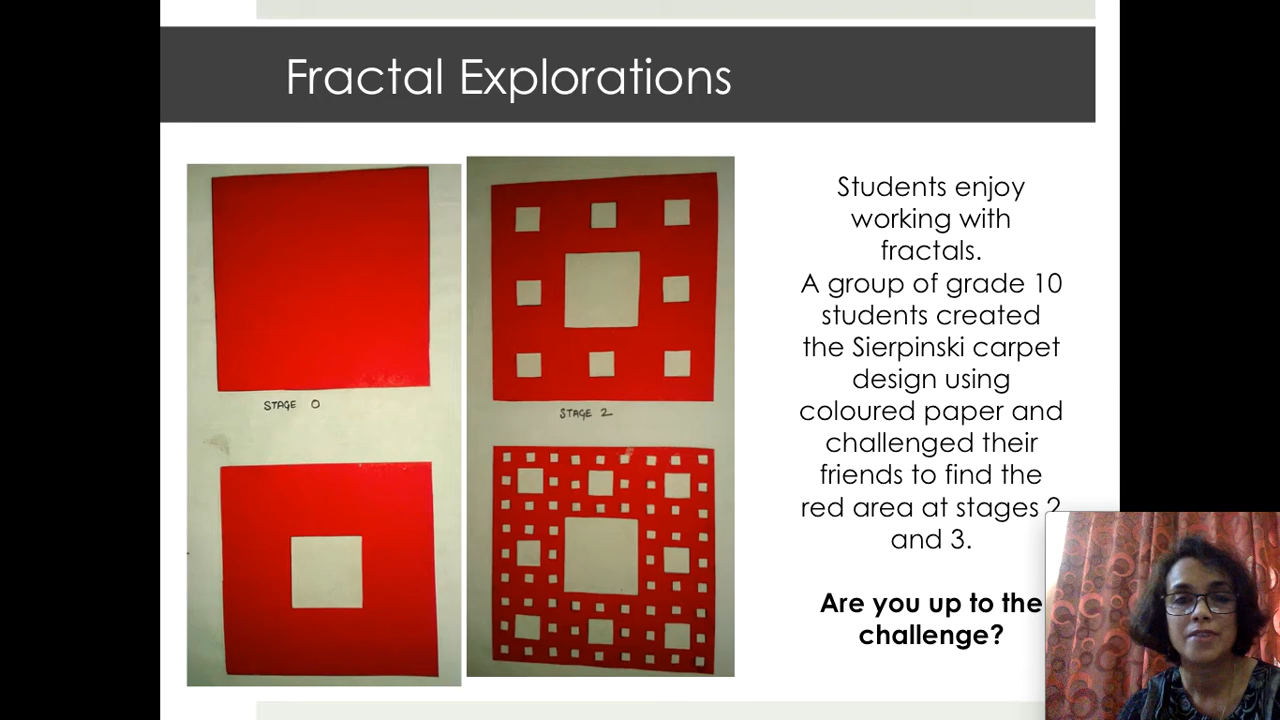 Fractal Explorations
STAGE 0
STAGE 2
Students enjoy
working with
fractals.
A group of grade 10
students created
the Sierpinski carpet
design using
coloured paper and
challenged their
friends to find the
red area at stages 2
and 3.
Are you up to the
challenge?